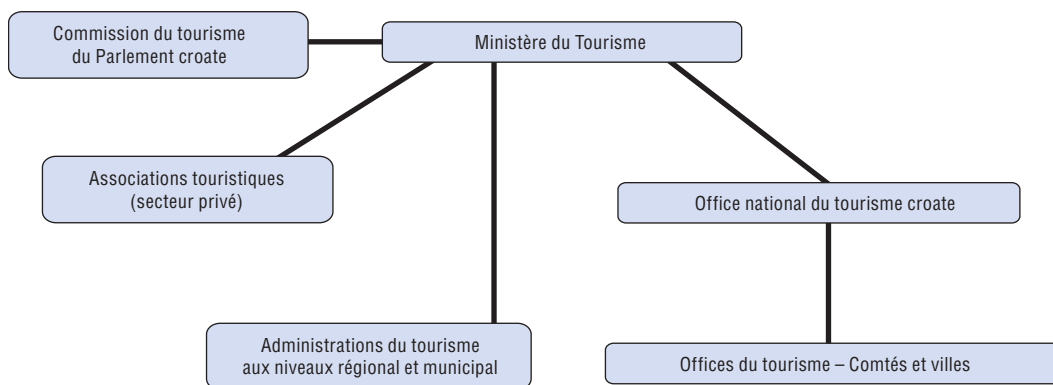 Commission du tourisme
du Parlement croate
Ministère du Tourisme
Associations touristiques
(secteur privé)
Office national du tourisme croate
Administrations du tourisme
aux niveaux régional et municipal
Offices du tourisme – Comtés et villes